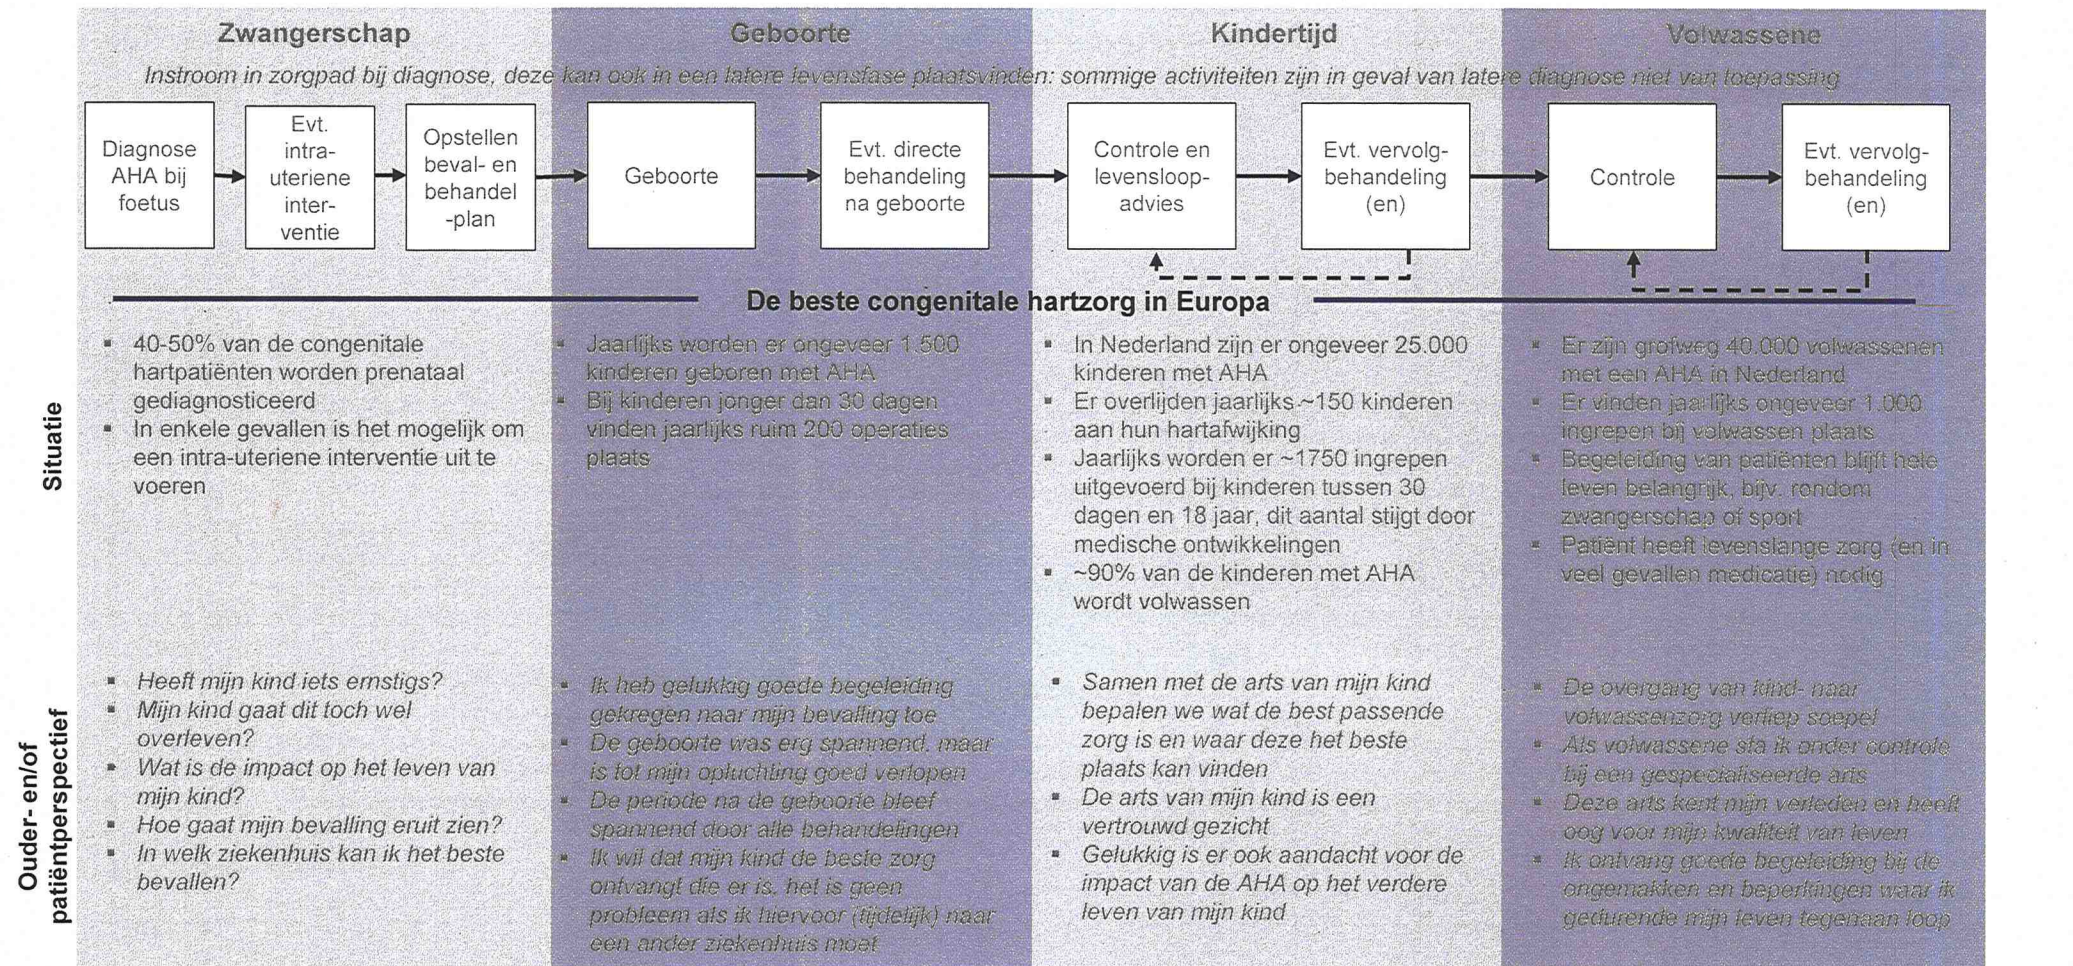 Zwangerschap
Geboorte
Kindertijd
Volwassene
Instroom in zorgpad bij diagnose, deze kan ook in een latere levensfase plaatsvinden: sommige activiteiten zijn in geval van latere diagnose niet van toepassing
Diagnose
AHA bij
foetus
Evt.
intra-
uteriene
inter-
ventie
Opstellen
beval- en
behandel
-plan
Geboorte
Evt. directe
behandeling
na geboorte
Controle en
levensloop-
advies
Evt. vervolg-
behandeling
(en)
Controle
Evt. vervolg-
behandeling
(en)
De beste congenitale hartzorg in Europa
Situatie
▪ 40-50% van de congenitale
hartpatiënten worden prenataal
gediagnosticeerd
▪ In enkele gevallen is het mogelijk om
een intra-uteriene interventie uit te
voeren
▪ Jaarlijks worden er ongeveer 1.500
kinderen geboren met AHA
▪ Bij kinderen jonger dan 30 dagen
vinden jaarlijks ruim 200 operaties
plaats
▪ In Nederland zijn er ongeveer 25.000
kinderen met AHA
▪ Er overlijden jaarlijks ~150 kinderen
aan hun hartafwijking
▪ Jaarlijks worden er ~1750 ingrepen
uitgevoerd bij kinderen tussen 30
dagen en 18 jaar, dit aantal stijgt door
medische ontwikkelingen
▪ ~90% van de kinderen met AHA
wordt volwassen
▪ Er zijn grofweg 40.000 volwassenen
met een AHA in Nederland
▪ Er vinden jaarlijks ongeveer 1.000
ingrepen bij volwassen plaats
▪ Begeleiding van patiënten blijft hele
leven belangrijk, bijv. rondom
zwangerschap of sport
▪ Patiënt heeft levenslange zorg (en in
veel gevallen medicatie) nodig
Ouder- en/of
patiëntperspectief
▪ Heeft mijn kind iets ernstigs?
▪ Mijn kind gaat dit toch wel
overleven?
▪ Wat is de impact op het leven van
mijn kind?
▪ Hoe gaat mijn bevalling eruit zien?
▪ In welk ziekenhuis kan ik het beste
bevallen?
▪ Ik heb gelukkig goede begeleiding
gekregen naar mijn bevalling toe
▪ De geboorte was erg spannend, maar
is tot mijn opluchting goed verlopen
▪ De periode na de geboorte bleef
spannend door alle behandelingen
▪ Ik wil dat mijn kind de beste zorg
ontvangt die er is, het is geen
probleem als ik hiervoor (tijdelijk) naar
een ander ziekenhuis moet
▪ Samen met de arts van mijn kind
bepalen we wat de best passende
zorg is en waar deze het beste
plaats kan vinden
▪ De arts van mijn kind is een
vertrouwd gezicht
▪ Gelukkig is er ook aandacht voor de
impact van de AHA op het verdere
leven van mijn kind
▪ De overgang van kind- naar
volwassenzorg verliep soepel
▪ Als volwassene sta ik onder controle
bij een gespecialiseerde arts
▪ Deze arts kent mijn verleden en heeft
oog voor mijn kwaliteit van leven
▪ Ik ontvang goede begeleiding bij de
ongemakken en beperkingen waar ik
gedurende mijn leven tegenaan loop